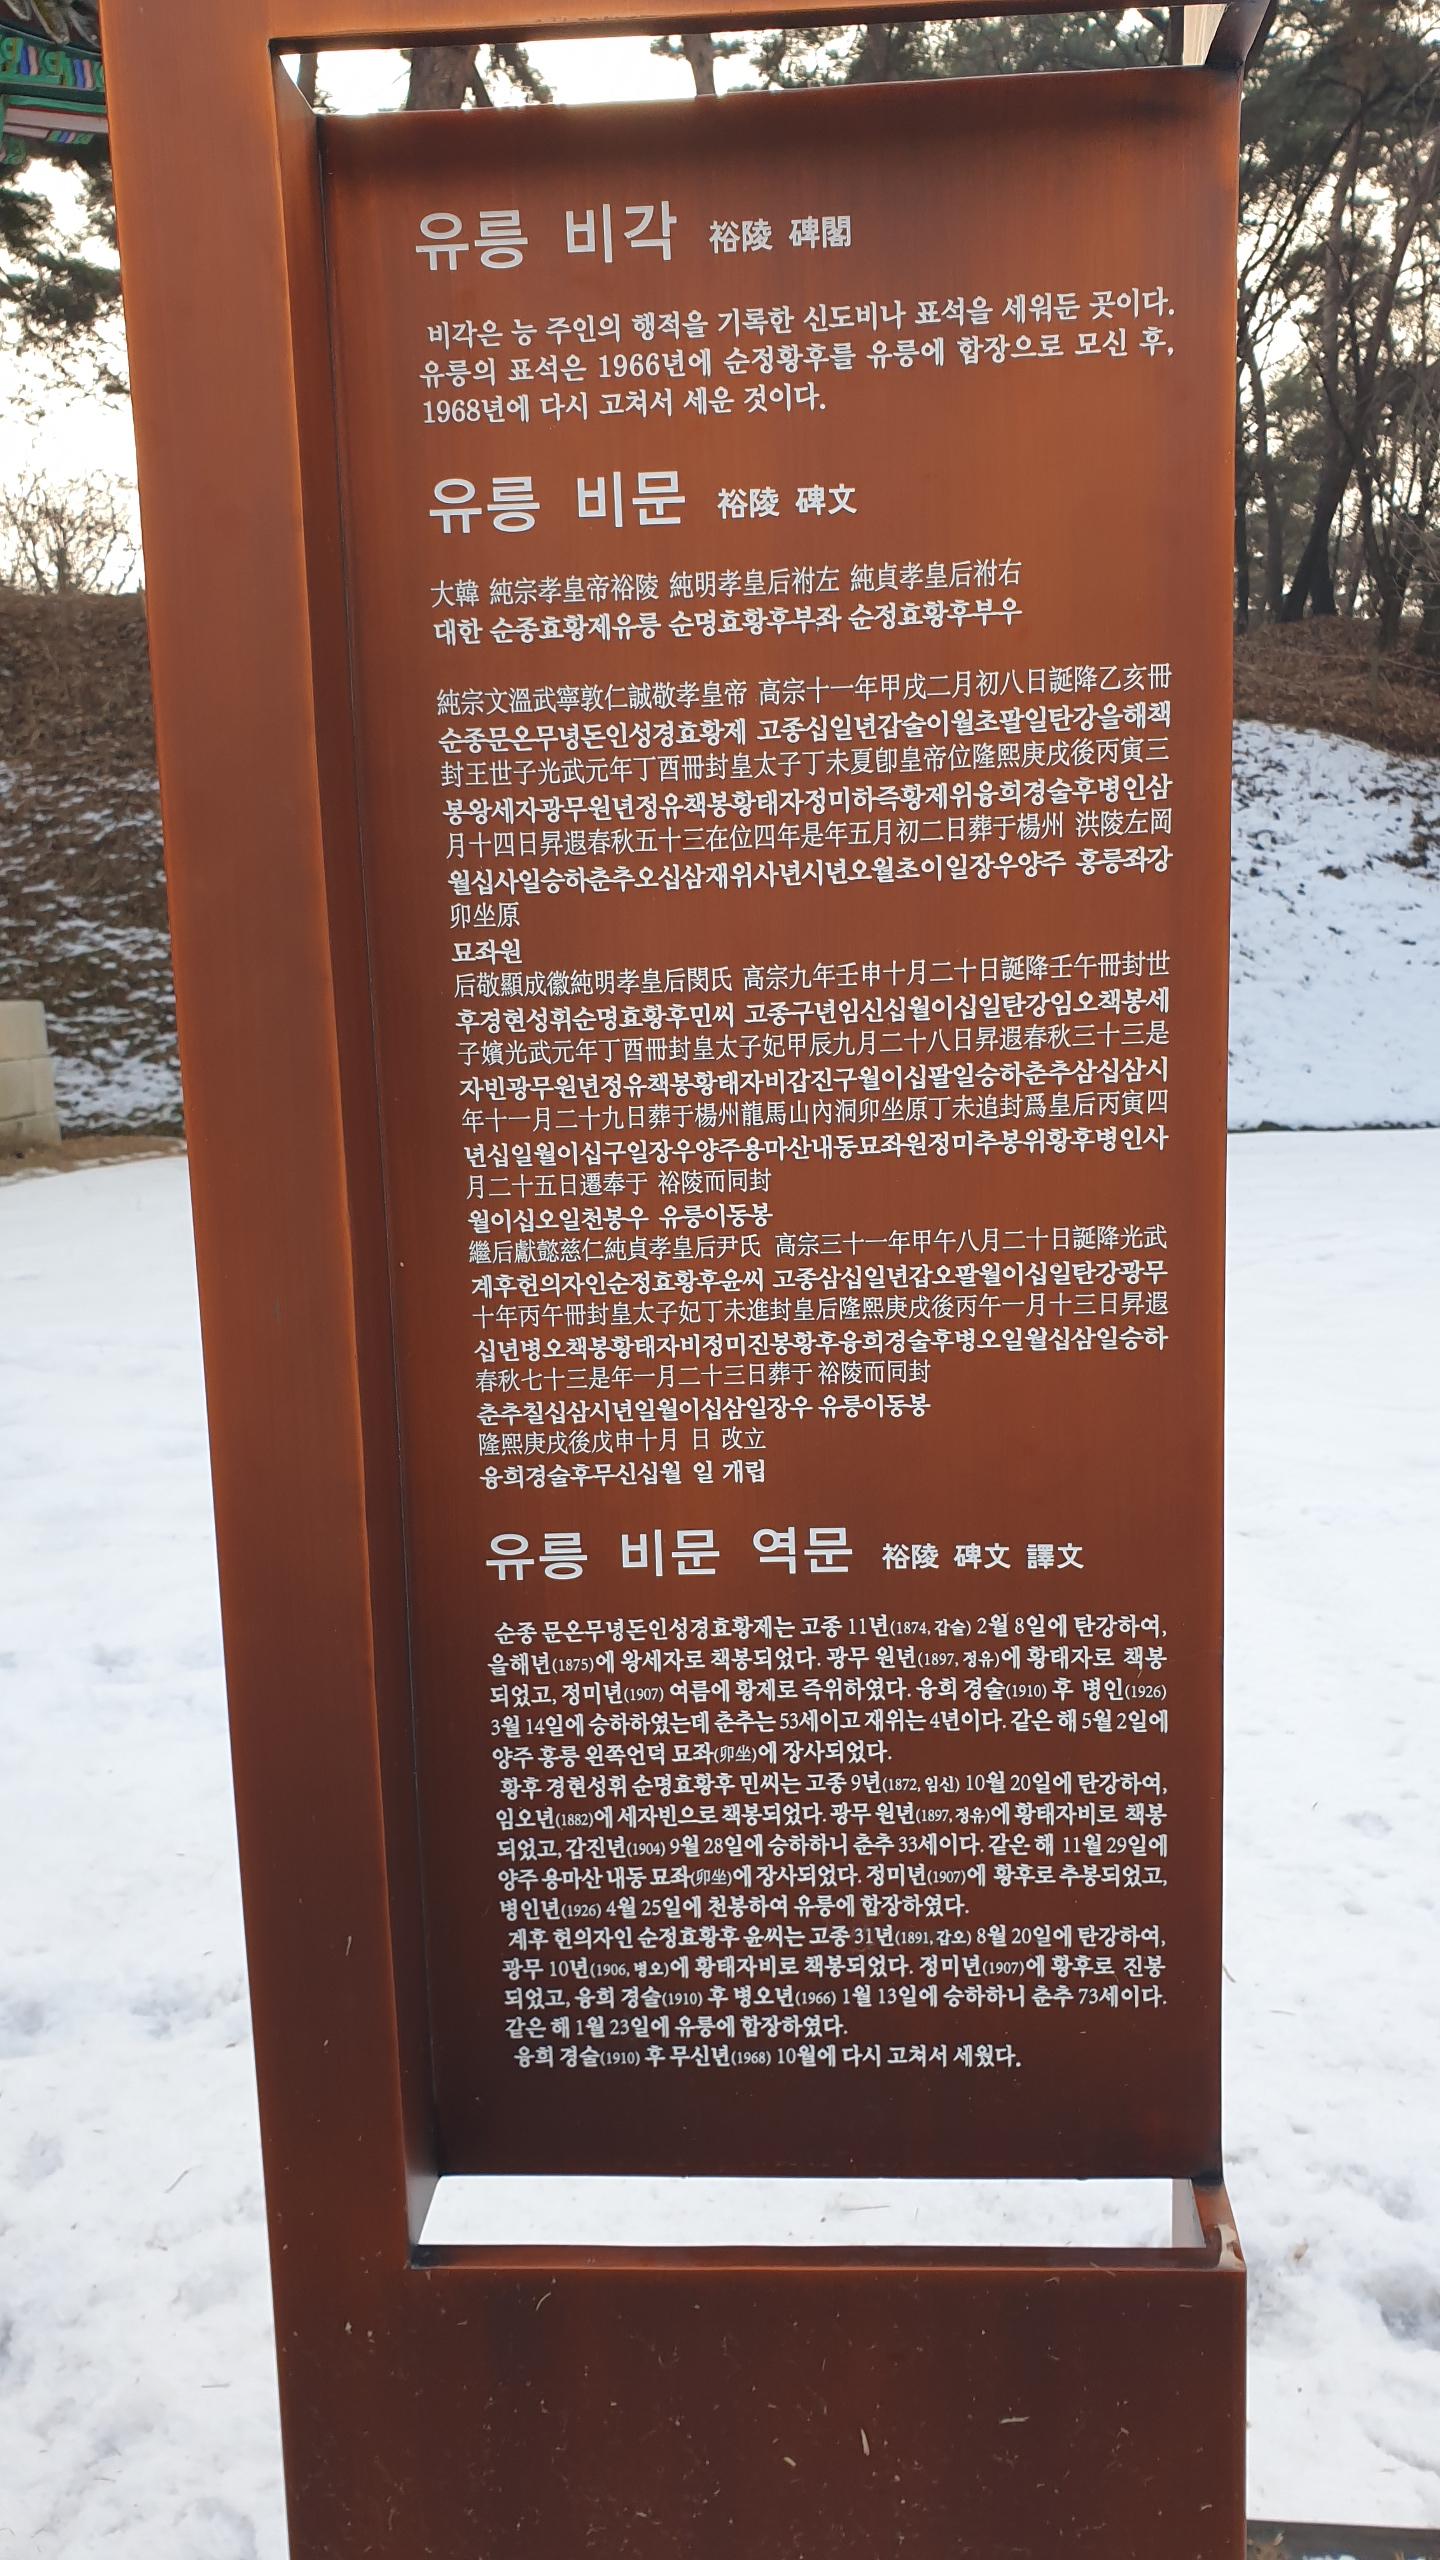 유릉 비각 裕陵 碑閣
비각은 능 주인의 행적을 기록한 신도비나 표석을 세워둔 곳이다.
유릉의 표석은 1966년에 순정황후를 유릉에 합장으로 모신 후,
1968년에 다시 고쳐서 세운 것이다.
유릉 비문 裕陵 碑文
大韓 純宗孝皇帝裕陵 純明孝皇后祔左 純貞孝皇后祔右
대한 순종효황제유릉 순명효황후부좌 순정효황후부우
純宗文溫武寧敦仁誠敬孝皇帝 高宗十一年甲戌二月初八日誕降乙亥冊
순종문온무녕돈인성경효황제 고종십일년갑술이월초팔일탄강을해책
封王世子光武元年丁酉冊封皇太子丁未夏卽皇帝位隆熙庚戌後丙寅三
봉왕세자광무원년정유책봉황태자정미하즉황제위융희경술후병인삼
月十四日昇遐春秋五十三在位四年是年五月初二日葬于楊州 洪陵左岡
월십사일승하춘추오십삼재위사년시년오월초이일장우양주 홍릉좌강
卯坐原
묘좌원
后敬顯成徽純明孝皇后閔氏 高宗九年壬申十月二十日誕降壬午冊封世
후경현성휘순명효황후민씨 고종구년임신십월이십일탄강임오책봉세
子嬪光武元年丁酉冊封皇太子妃甲辰九月二十八日昇遐春秋三十三是
자빈광무원년정유책봉황태자비갑진구월이십팔일승하춘추삼십삼시
年十一月二十九日葬于楊州龍馬山內洞卯坐原丁未追封爲皇后丙寅四
년십일월이십구일장우양주용마산내동묘좌원정미추봉위황후병인사
月二十五日遷奉于 裕陵而同封
월이십오일천봉우 유릉이동봉
繼后獻懿慈仁純貞孝皇后尹氏 高宗三十一年甲午八月二十日誕降光武
계후헌의자인순정효황후윤씨 고종삼십일년갑오팔월이십일탄강광무
十年丙午冊封皇太子妃丁未進封皇后隆熙庚戌後丙午一月十三日昇遐
십년병오책봉황태자비정미진봉황후융희경술후병오일월십삼일승하
春秋七十三是年一月二十三日葬于 裕陵而同封
춘추칠십삼시년일월이십삼일장우 유릉이동봉
隆熙庚戌後戊申十月 日 改立
융희경술후무신십월 일 개립
유릉 비문 역문 裕陵 碑文 譯文
순종 문온무녕돈인성경효황제는 고종 11년(1874, 갑술) 2월 8일에 탄강하여,
을해년(1875)에 왕세자로 책봉되었다. 광무 원년(1897, 정유)에 황태자로 책봉
되었고, 정미년(1907) 여름에 황제로 즉위하였다. 융희 경술(1910) 후 병인(1926)
3월 14일에 승하하였는데 춘추는 53세이고 재위는 4년이다. 같은 해 5월 2일에
양주 홍릉 왼쪽언덕 묘좌(卯坐)에 장사되었다.
황후 경현성휘 순명효황후 민씨는 고종 9년(1872, 임신) 10월 20일에 탄강하여,
임오년(1882)에 세자빈으로 책봉되었다. 광무 원년(1897, 정유)에 황태자비로 책봉
되었고, 갑진년(1904) 9월 28일에 승하하니 춘추 33세이다. 같은 해 11월 29일에
양주 용마산 내동 묘좌(卯坐)에 장사되었다. 정미년(1907)에 황후로 추봉되었고,
병인년(1926) 4월 25일에 천봉하여 유릉에 합장하였다.
계후 헌의자인 순정효황후 윤씨는 고종 31년(1891, 갑오) 8월 20일에 탄강하여,
광무 10년(1906, 병오)에 황태자비로 책봉되었다. 정미년(1907)에 황후로 진봉
되었고, 융희 경술(1910) 후 병오년(1966) 1월 13일에 승하하니 춘추 73세이다.
같은 해 1월 23일에 유릉에 합장하였다.
융희 경술(1910) 후 무신년(1968) 10월에 다시 고쳐서 세웠다.